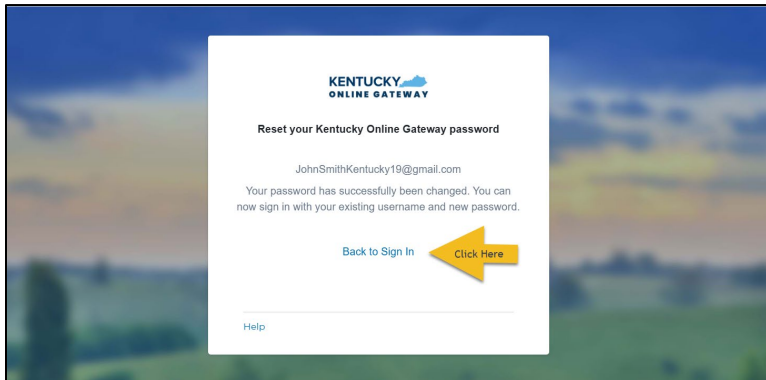 KENTUCKY
ONLINE GATEWAY
Reset your Kentucky Online Gateway password
JohnSmithKentucky19@gmail.com
Your password has successfully been changed. You can
now sign in with your existing username and new password.
Back to Sign In
Click Here
Help